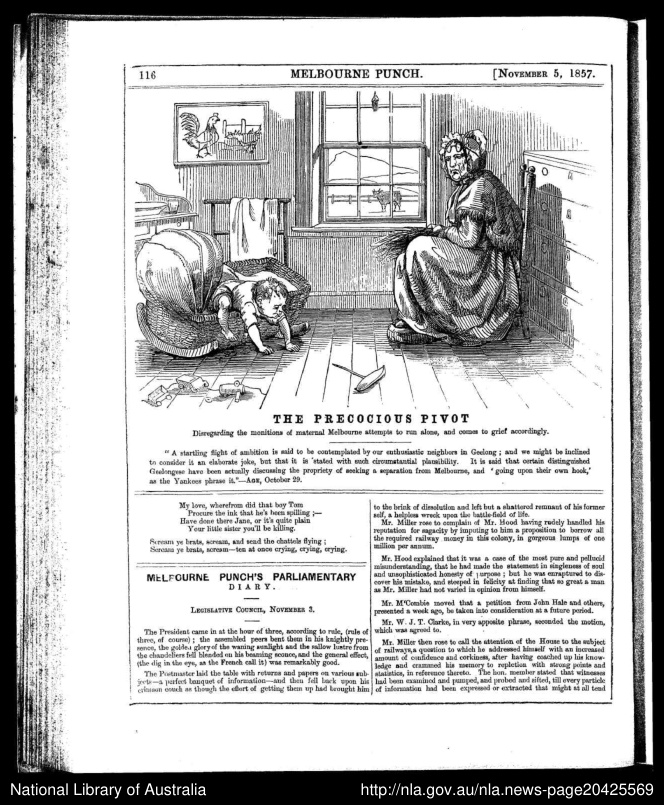 116
MELBOURNE PUNCH.
[NOVEMBER 5, 1857.
THE PRECOCIOUS PIVOT
Disregarding the monitions of maternal Melbourne attempts to run alone, and comes to grief accordingly.
"A startling flight of ambition is said to be contemplated by our enthusiastic neighbors in Geelong; and we might be inclined
to consider it an elaborate joke, but that it is stated with such circumstantial plausibility. It is said that certain distinguished
Geelongese have been actually discussing the propriety of seeking a separation from Melbourne, and 'going upon their own hook,'
as the Yankees phrase it."—AGE, October 29.
My love, wherefrom did that boy Tom
Procure the ink that he's been spilling;—
Have done there Jane, or it's quite plain
Your little sister you'll be killing.
Scream ye brats, scream, and send the chattels flying;
Scream ye brats, scream—ten at once crying, crying, crying.
MELBOURNE PUNCH'S PARLIAMENTARY
DIARY.
LEGISLATIVE COUNCIL, NOVEMBER 3.
The President came in at the hour of three, according to rule, (rule of
three, of course); the assembled peers bent them in his knightly pre-
sence, the golden glory of the waning sunlight and the sallow lustre from
the chandeliers fell blended on his beaming sconce, and the general effect,
(the dig in the eye, as the French call it) was remarkably good.
The Postmaster laid the table with returns and papers on various sub-
jects—a perfect banquet of information—and then fell back upon his
crimson couch as though the effort of getting them up had brought him
to the brink of dissolution and left but a shattered remnant of his former
self, a helpless wreck upon the battle-field of life.
Mr. Miller rose to complain of Mr. Hood having rudely handled his
reputation for sagacity by imputing to him a proposition to borrow all
the required railway money in this colony, in gorgeous lumps of one
million per annum.
Mr. Hood explained that it was a case of the most pure and pellucid
misunderstanding, that he had made the statement in singleness of soul
and unsophisticated honesty of purpose; but he was enraptured to dis-
cover his mistake, and steeped in felicity at finding that so great a man
as Mr. Miller had not varied in opinion from himself.
Mr. M'Combie moved that a petition from John Hale and others,
presented a week ago, be taken into consideration at a future period.
Mr. W. J. T. Clarke, in very apposite phrase, seconded the motion,
which was agreed to.
Mr. Miller then rose to call the attention of the House to the subject
of railways, a question to which he addressed himself with an increased
amount of confidence and corkiness, after having coached up his know-
ledge and crammed his memory to repletion with strong points and
statistics, in reference thereto. The hon. member stated that witnesses
had been examined and pumped, and probed and sifted, till every particle
of information had been expressed or extracted that might at all tend
National Library of Australia
http://nla.gov.au/nla.news-page20425569